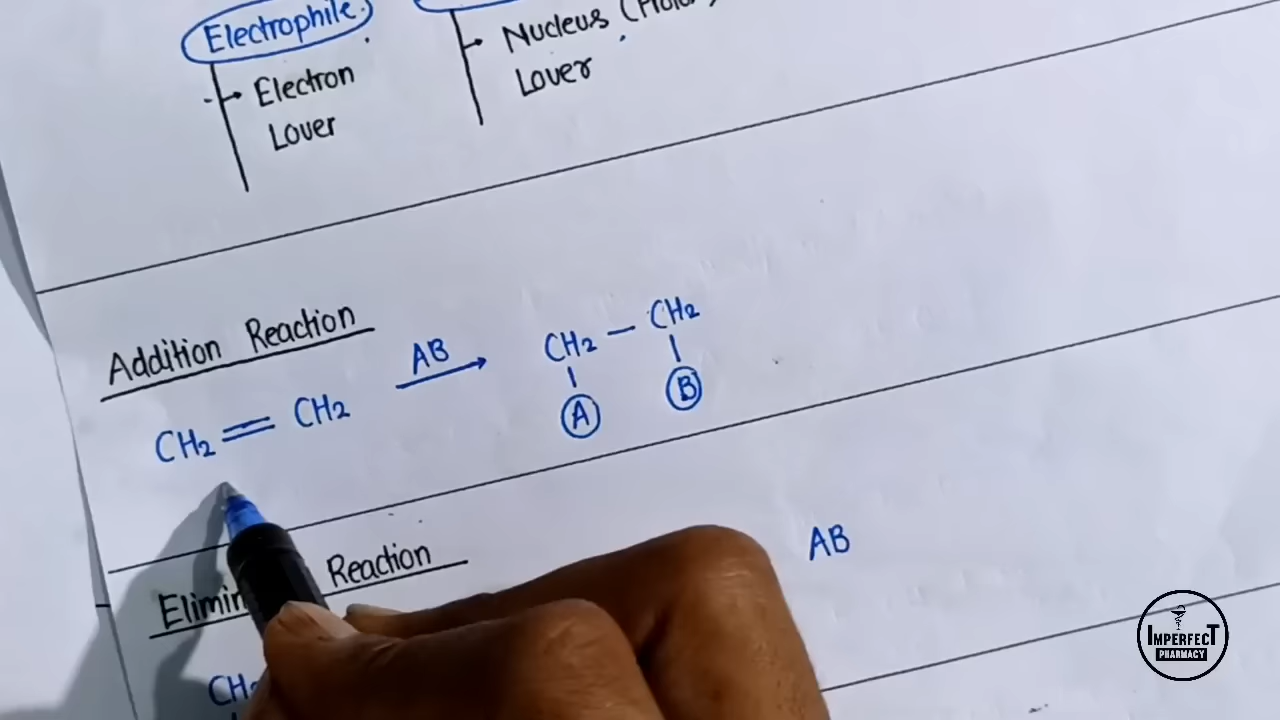 Electrophile.
Electron
Lover
Nucleus
Lover
Addition Reaction
CH2 = CH2
AB
CH2 — CH2
A B
Reaction
AB
IMPERFECT
PHARMACY